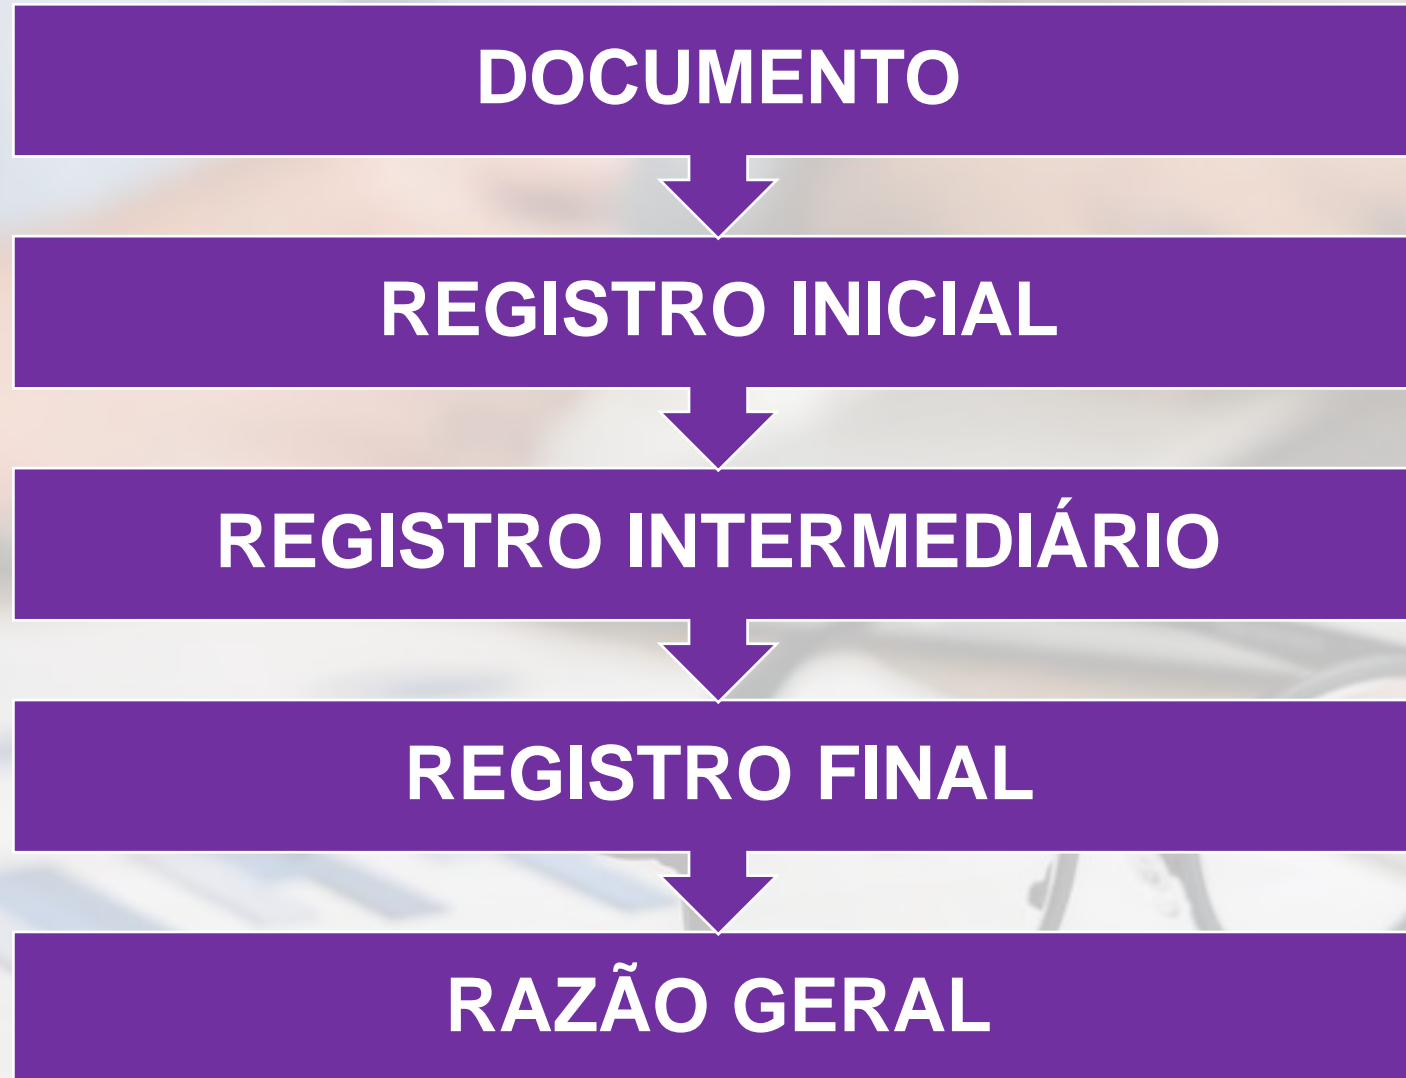 DOCUMENTO
REGISTRO INICIAL
REGISTRO INTERMEDIÁRIO
REGISTRO FINAL
RAZÃO GERAL